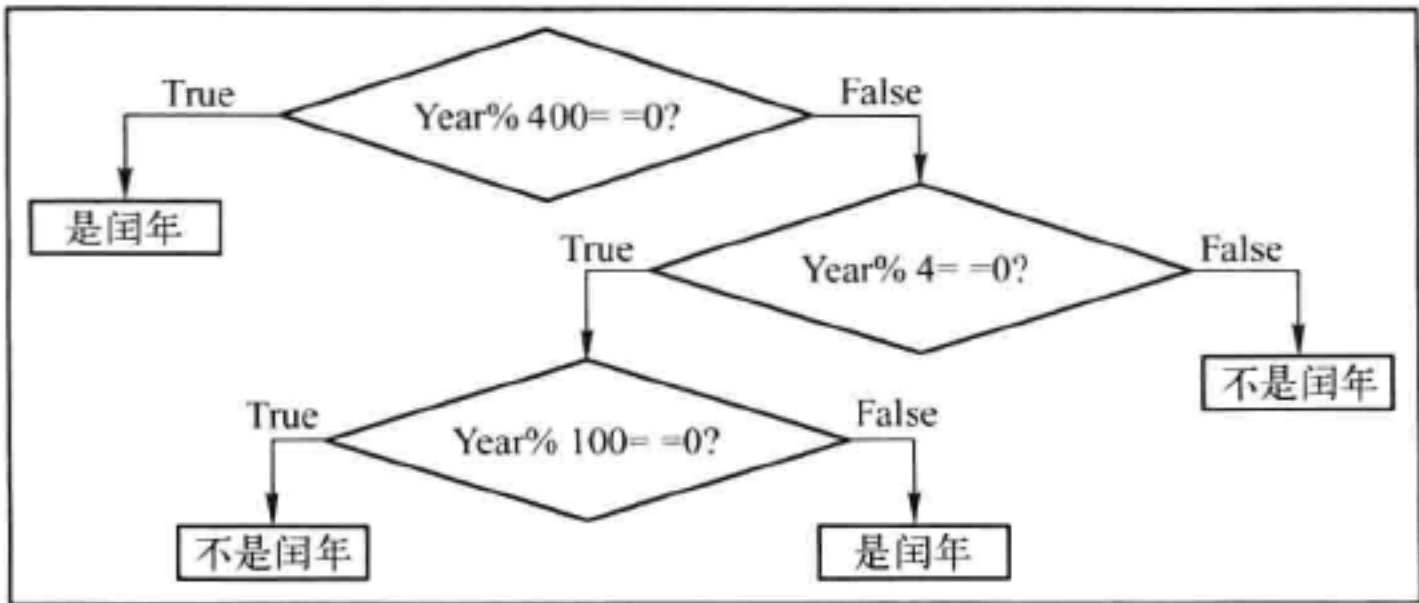 True
Year% 400= =0?
False
是闰年
True
Year% 4= =0?
False
不是闰年
True
Year% 100= =0?
False
不是闰年
是闰年